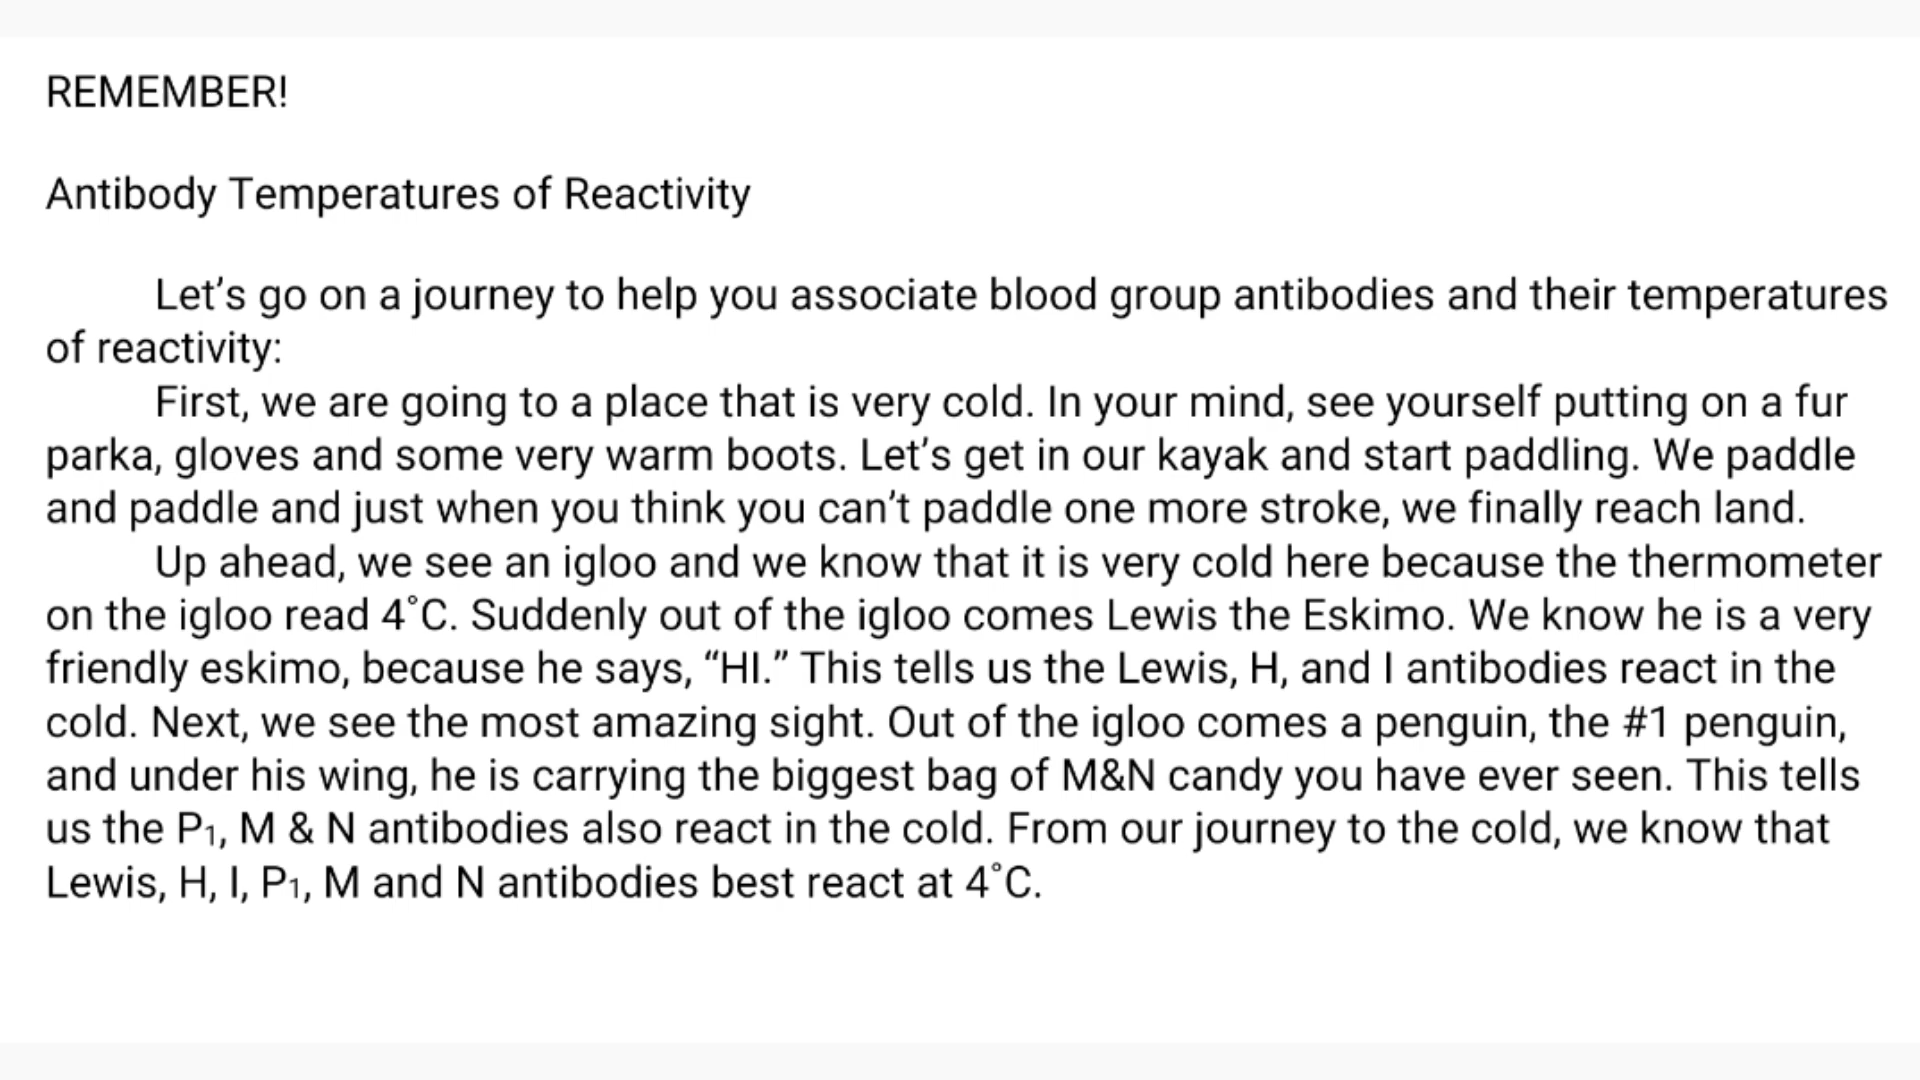 REMEMBER!
Antibody Temperatures of Reactivity
Let’s go on a journey to help you associate blood group antibodies and their temperatures
of reactivity:
First, we are going to a place that is very cold. In your mind, see yourself putting on a fur
parka, gloves and some very warm boots. Let’s get in our kayak and start paddling. We paddle
and paddle and just when you think you can’t paddle one more stroke, we finally reach land.
Up ahead, we see an igloo and we know that it is very cold here because the thermometer
on the igloo read 4˚C. Suddenly out of the igloo comes Lewis the Eskimo. We know he is a very
friendly eskimo, because he says, “HI.” This tells us the Lewis, H, and I antibodies react in the
cold. Next, we see the most amazing sight. Out of the igloo comes a penguin, the #1 penguin,
and under his wing, he is carrying the biggest bag of M&N candy you have ever seen. This tells
us the P₁, M & N antibodies also react in the cold. From our journey to the cold, we know that
Lewis, H, I, P₁, M and N antibodies best react at 4˚C.